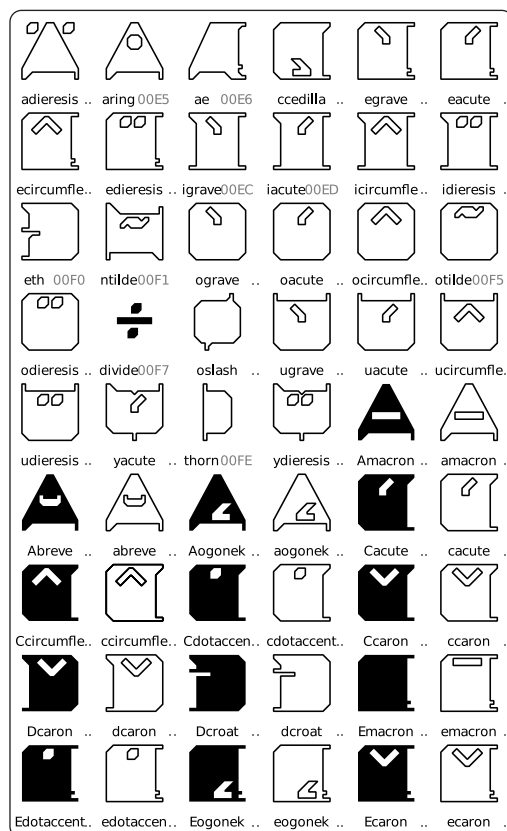 adieresis .. aring 00E5 ae 00E6 ccedilla .. egrave .. eacute ..
ecircumfle.. edieresis .. igrave 00EC iacute 00ED icircumfle.. idieresis ..
eth 00F0 ntilde 00F1 ograve .. oacute .. ocircumfle.. otilde 00F5
odieresis .. divide 00F7 oslash .. ugrave .. uacute .. ucircumfle..
udieresis .. yacute .. thorn 00FE ydieresis .. Amacron .. amacron ..
Abreve .. abreve .. Aogonek .. aogonek .. Cacute .. cacute ..
Ccircumfle.. ccircumfle.. Cdotaccen.. cdotaccent.. Ccaron .. ccaron ..
Dcaron .. dcaron .. Dcroat .. dcroat .. Emacron .. emacron ..
Edotaccent.. edotaccen.. Eogonek .. eogonek .. Ecaron .. ecaron ..